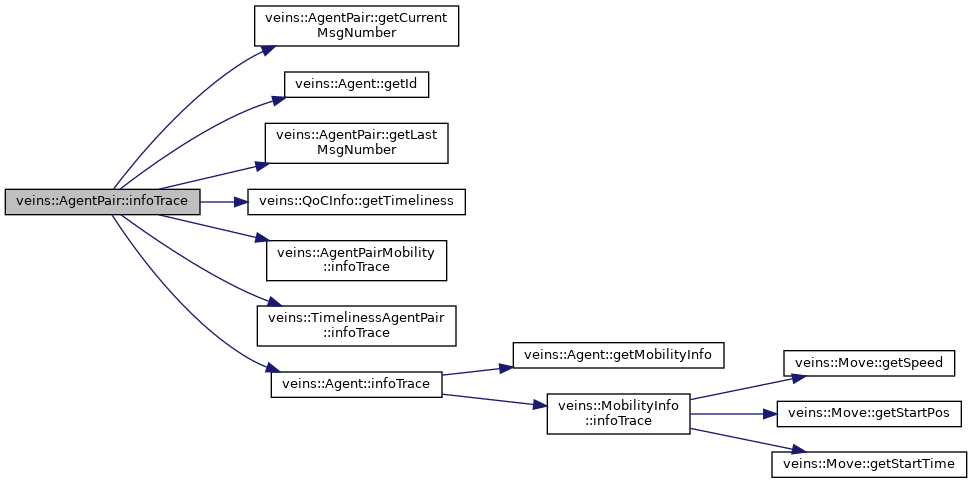 veins::AgentPair::infoTrace
veins::AgentPair::getCurrent
MsgNumber
veins::Agent::getId
veins::AgentPair::getLast
MsgNumber
veins::QoCInfo::getTimeliness
veins::AgentPairMobility
::infoTrace
veins::TimelinessAgentPair
::infoTrace
veins::Agent::infoTrace
veins::Agent::getMobilityInfo
veins::MobilityInfo
::infoTrace
veins::Move::getSpeed
veins::Move::getStartPos
veins::Move::getStartTime